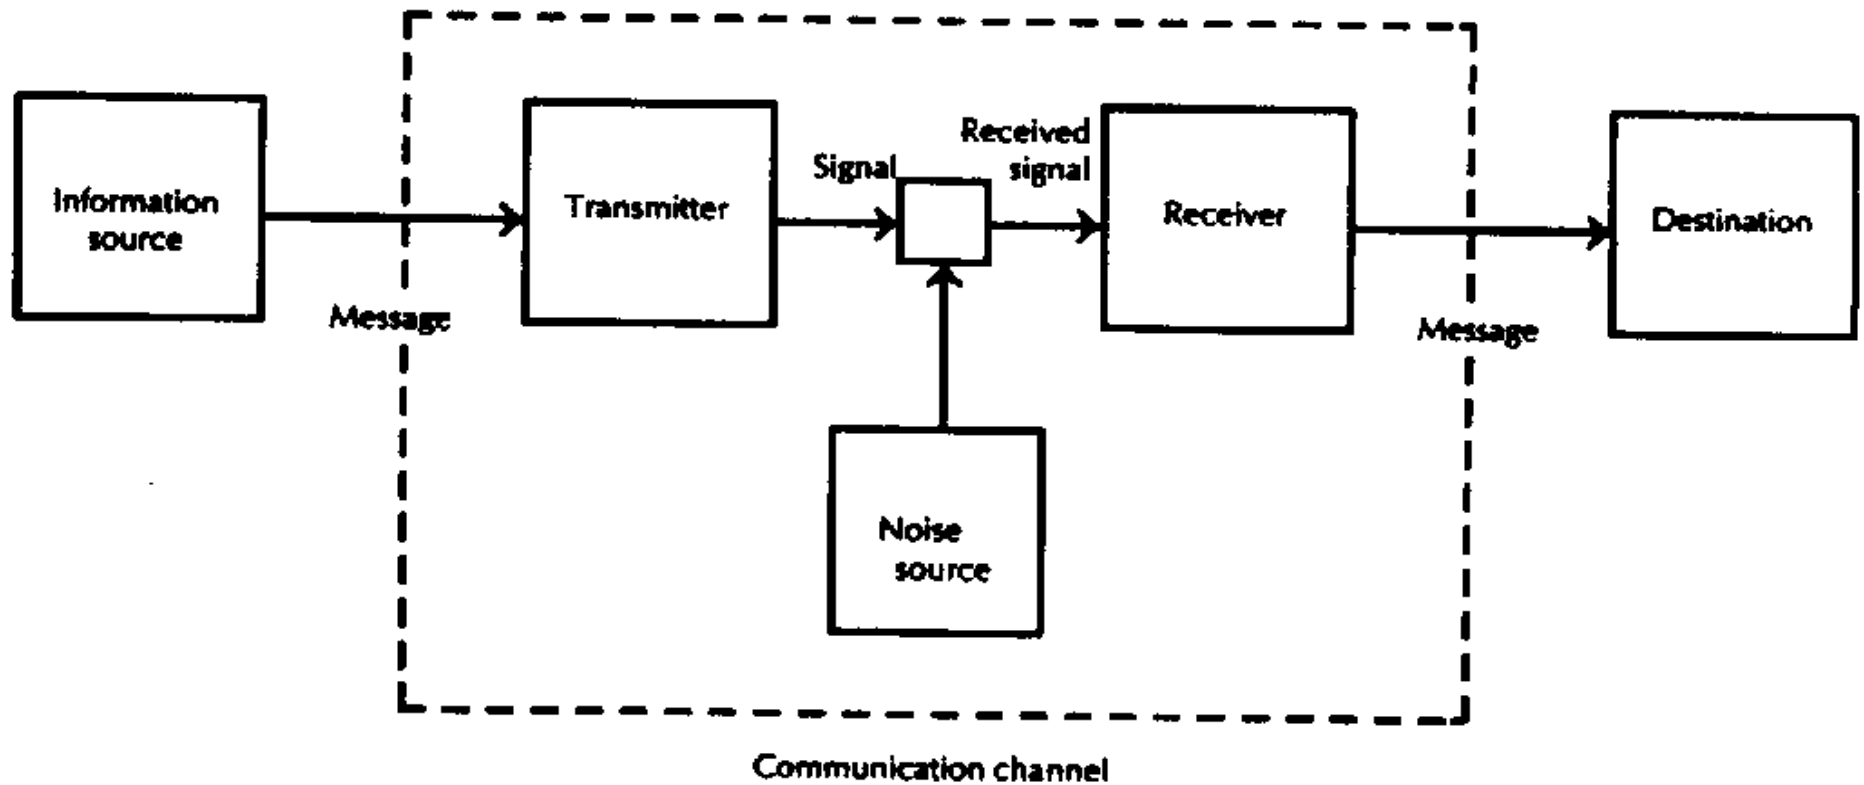 Information
source
Message
Transmitter
Signal
Received
signal
Receiver
Message
Destination
Noise
source
Communication channel